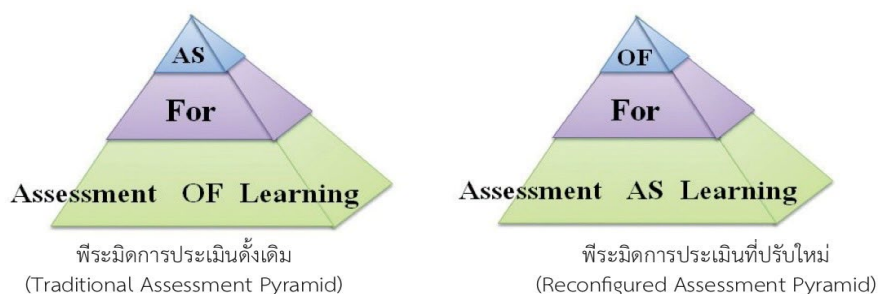 AS
For
Assessment OF Learning
พีระมิดการประเมินดั้งเดิม
(Traditional Assessment Pyramid)
OF
For
Assessment AS Learning
พีระมิดการประเมินที่ปรับใหม่
(Reconfigured Assessment Pyramid)